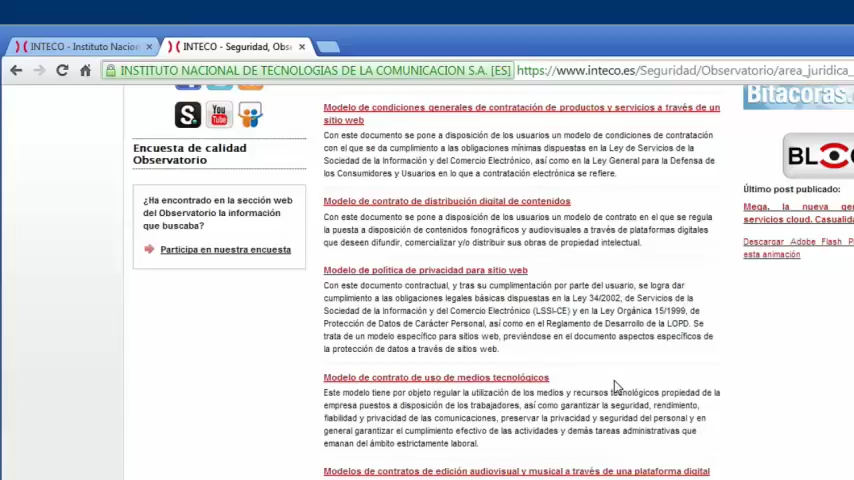 INTECO - Instituto Nacion
INTECO - Seguridad, Obs
INSTITUTO NACIONAL DE TECNOLOGIAS DE LA COMUNICACION S.A. [ES]
https://www.inteco.es/Seguridad/Observatorio/area_juridica_
S.
You
Tube
Encuesta de calidad
Observatorio
¿Ha encontrado en la sección web
del Observatorio la información
que buscaba?
Participa en nuestra encuesta
Modelo de condiciones generales de contratación de productos y servicios a través de un
sitio web
Con este documento se pone a disposición de los usuarios un modelo de condiciones de contratación
con el que se da cumplimiento a las obligaciones mínimas dispuestas en la Ley de Servicios de la
Sociedad de la Información y del Comercio Electrónico, así como en la Ley General para la Defensa de
los Consumidores y Usuarios en lo que a contratación electrónica se refiere.
Modelo de contrato de distribución digital de contenidos
Con este documento se pone a disposición de los usuarios un modelo de contrato en el que se regula
la puesta a disposición de contenidos fonográficos y audiovisuales a través de plataformas digitales
que deseen difundir, comercializar y/o distribuir sus obras de propiedad intelectual.
Modelo de política de privacidad para sitio web
Con este documento contractual, y tras su cumplimentación por parte del usuario, se logra dar
cumplimiento a las obligaciones legales básicas dispuestas en la Ley 34/2002, de Servicios de la
Sociedad de la Información y del Comercio Electrónico (LSSI-CE) y en la Ley Orgánica 15/1999, de
Protección de Datos de Carácter Personal, así como en el Reglamento de Desarrollo de la LOPD. Se
trata de un modelo específico para sitios web, previéndose en el documento aspectos específicos de
la protección de datos a través de sitios web.
Modelo de contrato de uso de medios tecnológicos
Este modelo tiene por objeto regular la utilización de los medios y recursos tecnológicos propiedad de la
empresa puestos a disposición de los trabajadores, así como garantizar la seguridad, rendimiento,
fiabilidad y privacidad de las comunicaciones, preservar la privacidad y seguridad del personal y en
general garantizar el cumplimiento efectivo de las actividades y demás tareas administrativas que
emanan del ámbito estrictamente laboral.
Modelos de contratos de edición audiovisual y musical a través de una plataforma digital
Bitacoras.
BLO
Último post publicado:
Mega, la nueva gen
servicios cloud. Casualida
Descargar Adobe Flash P
esta animación